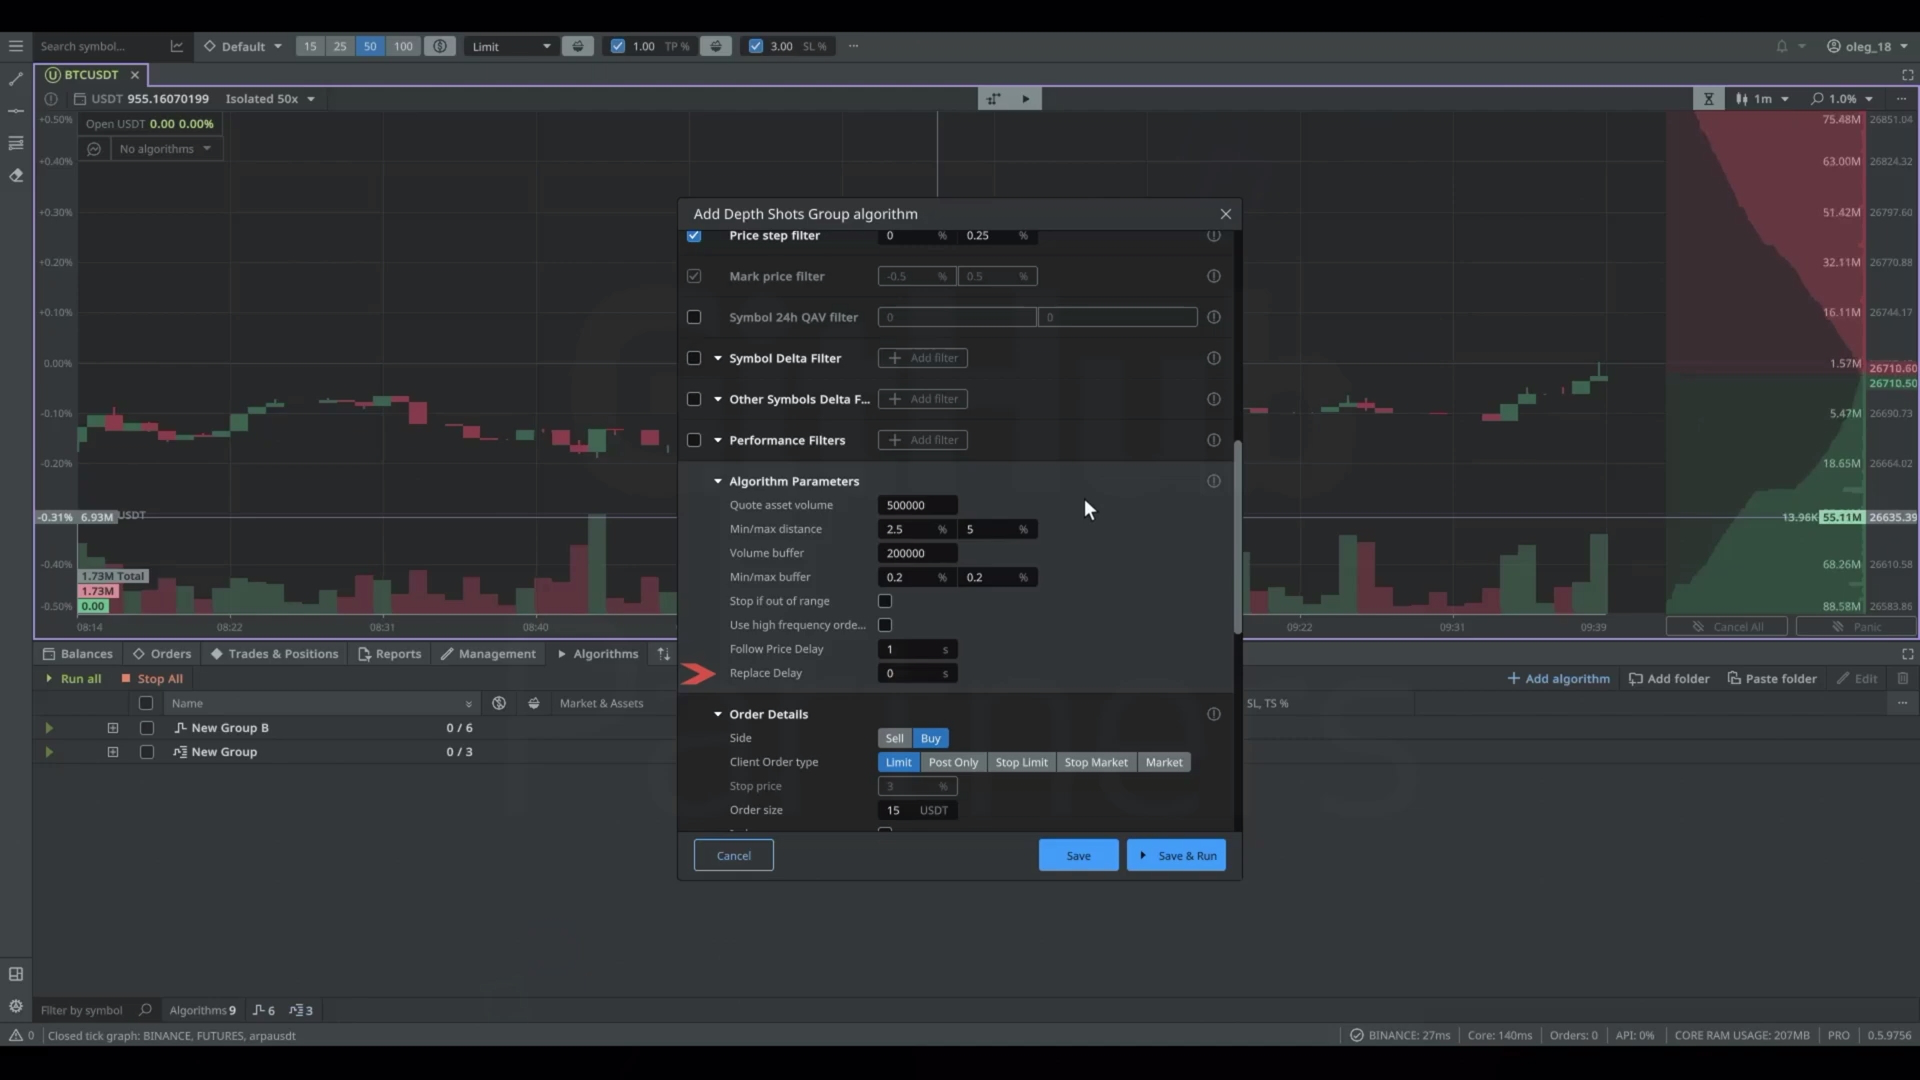 Search symbol...
Default
15 25 50 100
Limit
1.00 TP %
3.00 SL %
oleg_18
BTCUSDT
USDT 955.16070199 Isolated 50x
1m
1.0%
Open USDT 0.00 0.00%
No algorithms
+0.50%
+0.40%
+0.30%
+0.20%
+0.10%
0.00%
-0.10%
-0.20%
-0.31% 6.93M USDT
-0.40%
-0.50%
1.73M Total
1.73M
0.00
08:14 08:22 08:31 08:40 09:22 09:31 09:39
75.48M 26851.04
63.00M 26824.32
51.42M 26797.60
32.11M 26770.88
16.11M 26744.17
1.57M 26710.60
26710.50
5.47M 26690.73
18.65M 26664.02
13.96K 55.11M 26635.39
68.26M 26610.58
88.58M 26583.86
Cancel All Panic
Add Depth Shots Group algorithm
Price step filter 0 % 0.25 %
Mark price filter -0.5 % 0.5 %
Symbol 24h QAV filter 0 0
Symbol Delta Filter Add filter
Other Symbols Delta F... Add filter
Performance Filters Add filter
Algorithm Parameters
Quote asset volume 500000
Min/max distance 2.5 % 5 %
Volume buffer 200000
Min/max buffer 0.2 % 0.2 %
Stop if out of range
Use high frequency orde...
Follow Price Delay 1 s
Replace Delay 0 s
Order Details
Side Sell Buy
Client Order type Limit Post Only Stop Limit Stop Market Market
Stop price 3 %
Order size 15 USDT
Cancel Save Save & Run
Balances Orders Trades & Positions Reports Management Algorithms
Run all Stop All
Add algorithm Add folder Paste folder Edit
Name Market & Assets SL, TS %
New Group B 0 / 6
New Group 0 / 3
Filter by symbol Algorithms 9 6 3
0 Closed tick graph: BINANCE, FUTURES, arpausdt
BINANCE: 27ms Core: 140ms Orders: 0 API: 0% CORE RAM USAGE: 207MB PRO 0.5.9756